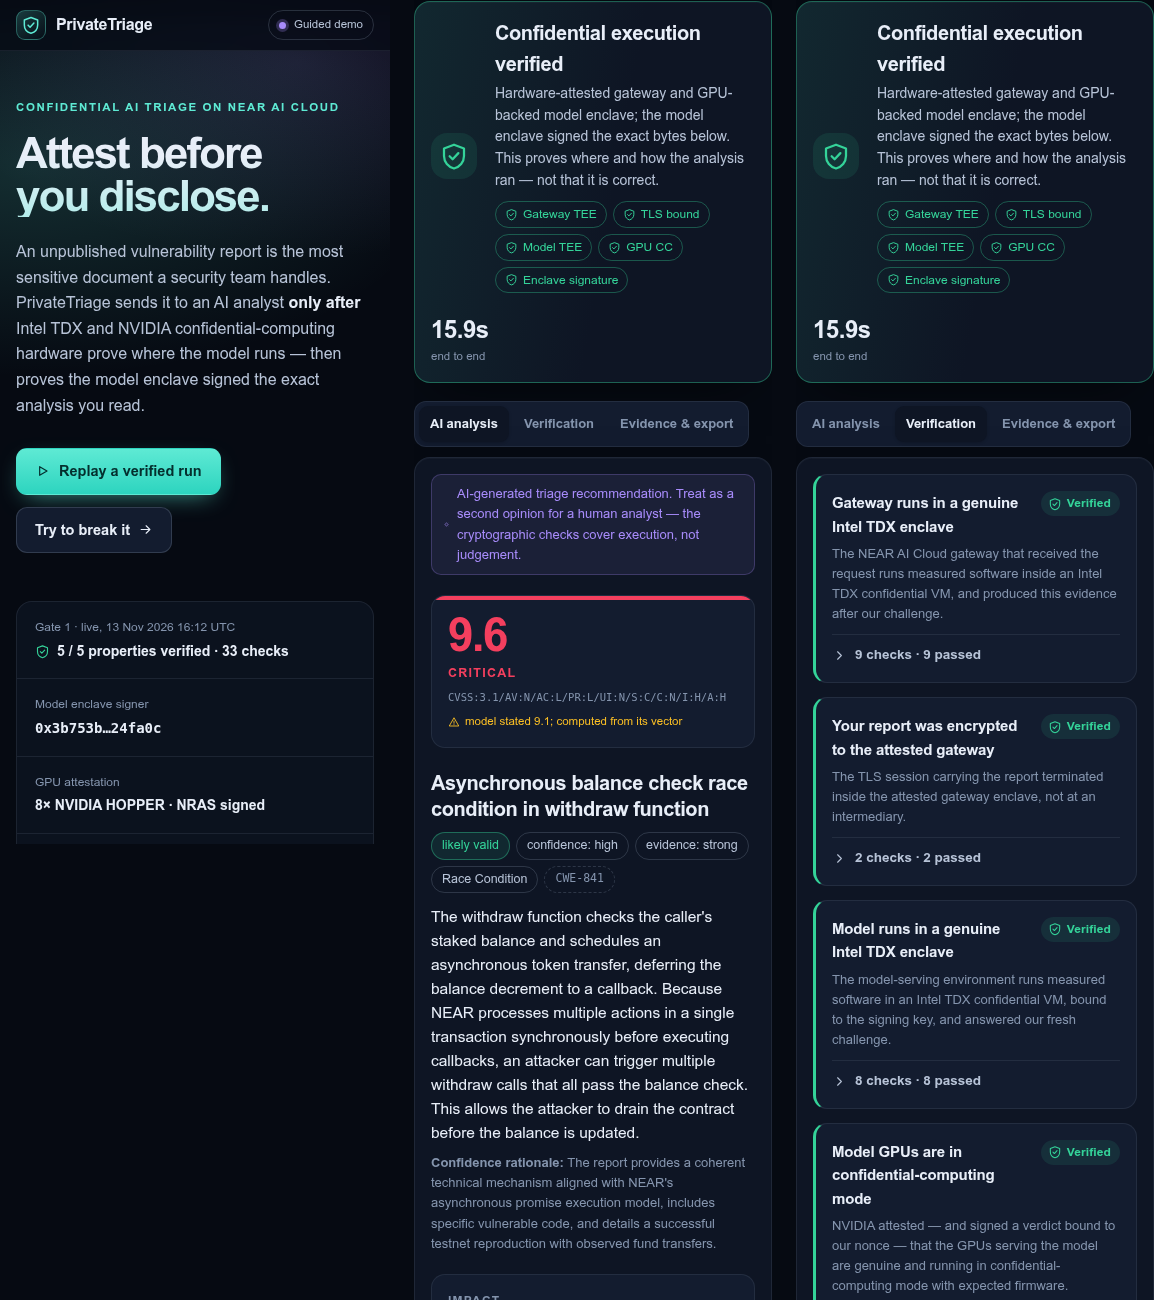 PrivateTriage
Guided demo
CONFIDENTIAL AI TRIAGE ON NEAR AI CLOUD
Attest before
you disclose.
An unpublished vulnerability report is the most
sensitive document a security team handles.
PrivateTriage sends it to an AI analyst only after
Intel TDX and NVIDIA confidential-computing
hardware prove where the model runs — then
proves the model enclave signed the exact
analysis you read.
Replay a verified run
Try to break it →
Gate 1 · live, 13 Nov 2026 16:12 UTC
5 / 5 properties verified · 33 checks
Model enclave signer
0x3b753b…24fa0c
GPU attestation
8× NVIDIA HOPPER · NRAS signed
Confidential execution
verified
Hardware-attested gateway and GPU-
backed model enclave; the model
enclave signed the exact bytes below.
This proves where and how the analysis
ran — not that it is correct.
Gateway TEE
TLS bound
Model TEE
GPU CC
Enclave signature
15.9s
end to end
AI analysis
Verification
Evidence & export
AI-generated triage recommendation. Treat as a
second opinion for a human analyst — the
cryptographic checks cover execution, not
judgement.
9.6
CRITICAL
CVSS:3.1/AV:N/AC:L/PR:L/UI:N/S:C/C:N/I:H/A:H
model stated 9.1; computed from its vector
Asynchronous balance check race
condition in withdraw function
likely valid
confidence: high
evidence: strong
Race Condition
CWE-841
The withdraw function checks the caller's
staked balance and schedules an
asynchronous token transfer, deferring the
balance decrement to a callback. Because
NEAR processes multiple actions in a single
transaction synchronously before executing
callbacks, an attacker can trigger multiple
withdraw calls that all pass the balance check.
This allows the attacker to drain the contract
before the balance is updated.
Confidence rationale: The report provides a coherent
technical mechanism aligned with NEAR's
asynchronous promise execution model, includes
specific vulnerable code, and details a successful
testnet reproduction with observed fund transfers.
IMPACT
Confidential execution
verified
Hardware-attested gateway and GPU-
backed model enclave; the model
enclave signed the exact bytes below.
This proves where and how the analysis
ran — not that it is correct.
Gateway TEE
TLS bound
Model TEE
GPU CC
Enclave signature
15.9s
end to end
AI analysis
Verification
Evidence & export
Gateway runs in a genuine
Intel TDX enclave
Verified
The NEAR AI Cloud gateway that received the
request runs measured software inside an Intel
TDX confidential VM, and produced this evidence
after our challenge.
9 checks · 9 passed
Your report was encrypted
to the attested gateway
Verified
The TLS session carrying the report terminated
inside the attested gateway enclave, not at an
intermediary.
2 checks · 2 passed
Model runs in a genuine
Intel TDX enclave
Verified
The model-serving environment runs measured
software in an Intel TDX confidential VM, bound
to the signing key, and answered our fresh
challenge.
8 checks · 8 passed
Model GPUs are in
confidential-computing
mode
Verified
NVIDIA attested — and signed a verdict bound to
our nonce — that the GPUs serving the model
are genuine and running in confidential-
computing mode with expected firmware.